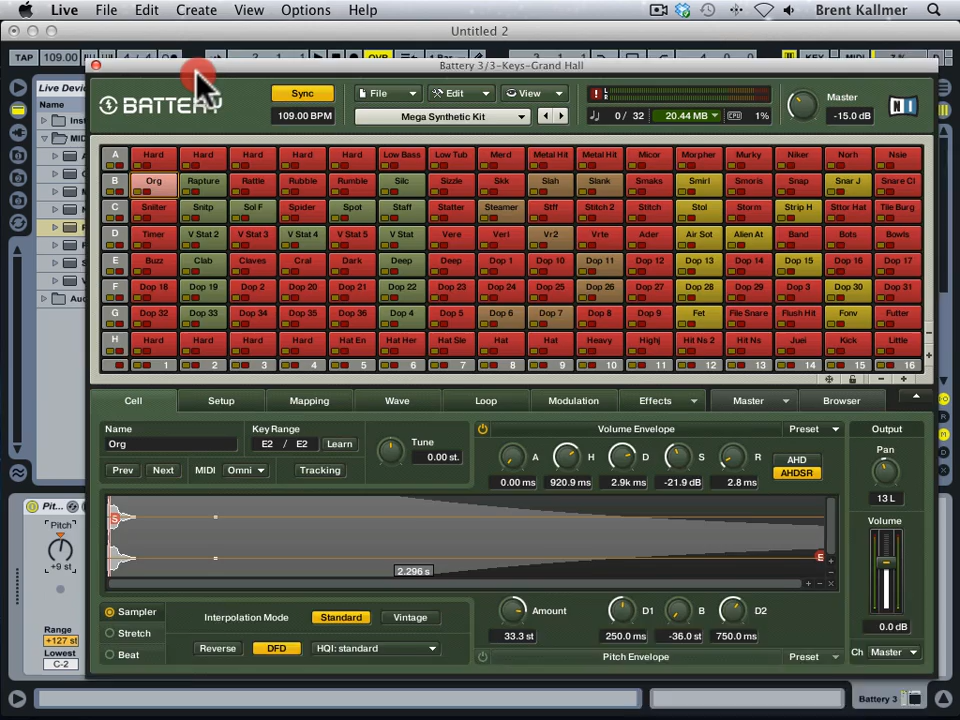 Live File Edit Create View Options Help Brent Kallmer
Untitled 2
TAP 109.00 4 / 4 OVR 1 Bar KEY MIDI
Battery 3/3-Keys-Grand Hall
Live Devices
Name
BATTERY Sync File Edit View Master
109.00 BPM Mega Synthetic Kit L R 0 / 32 20.44 MB CPU 1% -15.0 dB NI
A Hard Hard Hard Hard Hard Low Bass Low Tub Merd Metal Hit Metal Hit Micor Morpher Murky Niker Norh Nsie
B Org Rapture Rattle Rubble Rumble Silc Sizzle Skk Slah Slank Smaks Smirl Smoris Snap Snar J Snare Cl
C Sniter Snitp Sol F Spider Spot Staff Statter Steamer Stff Stitch 2 Stitch Stol Storm Strip H Sttor Hat Tile Burg
D Timer V Stat 2 V Stat 3 V Stat 4 V Stat 5 V Stat Vere Verl Vr2 Vrte Ader Air Sot Alien At Band Bots Bowls
E Buzz Clab Claves Cral Dark Deep Deep Dop 1 Dop 10 Dop 11 Dop 12 Dop 13 Dop 14 Dop 15 Dop 16 Dop 17
F Dop 18 Dop 19 Dop 2 Dop 20 Dop 21 Dop 22 Dop 23 Dop 24 Dop 25 Dop 26 Dop 27 Dop 28 Dop 29 Dop 3 Dop 30 Dop 31
G Dop 32 Dop 33 Dop 34 Dop 35 Dop 36 Dop 4 Dop 5 Dop 6 Dop 7 Dop 8 Dop 9 Fet File Snare Flush Hit Fonv Futter
H Hard Hard Hard Hard Hat En Hat Her Hat Sle Hat Hat Heavy Highj Hit Ns 2 Hit Ns Juei Kick Little
1 2 3 4 5 6 7 8 9 10 11 12 13 14 15 16
Cell Setup Mapping Wave Loop Modulation Effects Master Browser
Name Key Range Volume Envelope Preset Output
Org E2 / E2 Learn Tune 0.00 st. A H D S R AHD Pan
Prev Next MIDI Omni Tracking 0.00 ms 920.9 ms 2.9k ms -21.9 dB 2.8 ms AHDSR 13 L
S E Volume
2.296 s
Sampler Interpolation Mode Standard Vintage Amount D1 B D2
Stretch 33.3 st 250.0 ms -36.0 st 750.0 ms 0.0 dB
Beat Reverse DFD HQI: standard Pitch Envelope Preset Ch Master
Pit...
Pitch
+9 st
Range
+127 st
Lowest
C-2
Battery 3